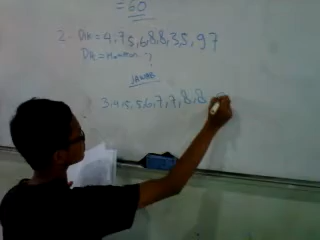 = 60
2. Dik = 4,7,5,6,8,8,3,5, 9 7
Dit = Median ?
Jawab
3,4,5,5,6,7,7,8,8